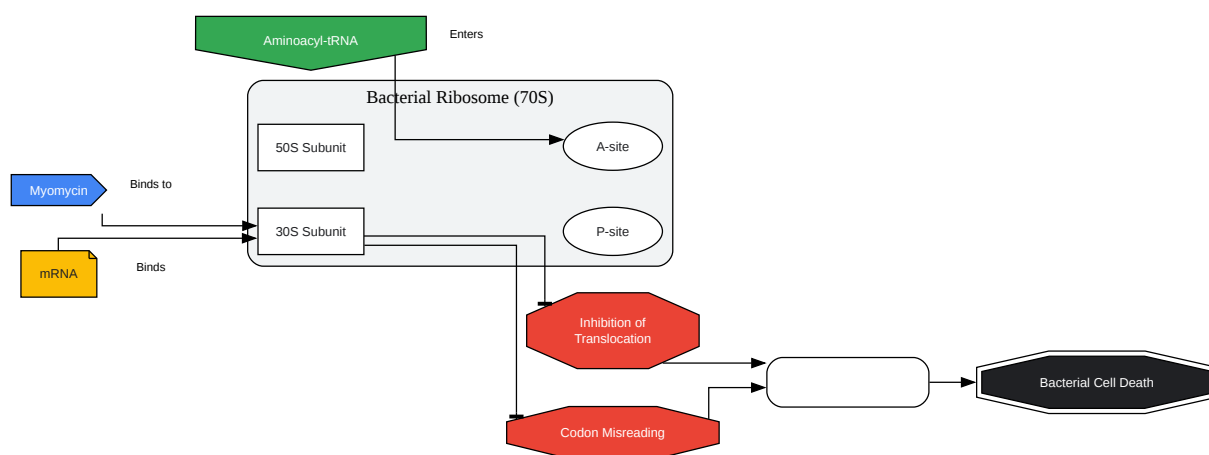 Aminoacyl-tRNA
Enters
Bacterial Ribosome (70S)
50S Subunit
A-site
Myomycin
Binds to
30S Subunit
P-site
mRNA
Binds
Inhibition of
Translocation
Bacterial Cell Death
Codon Misreading